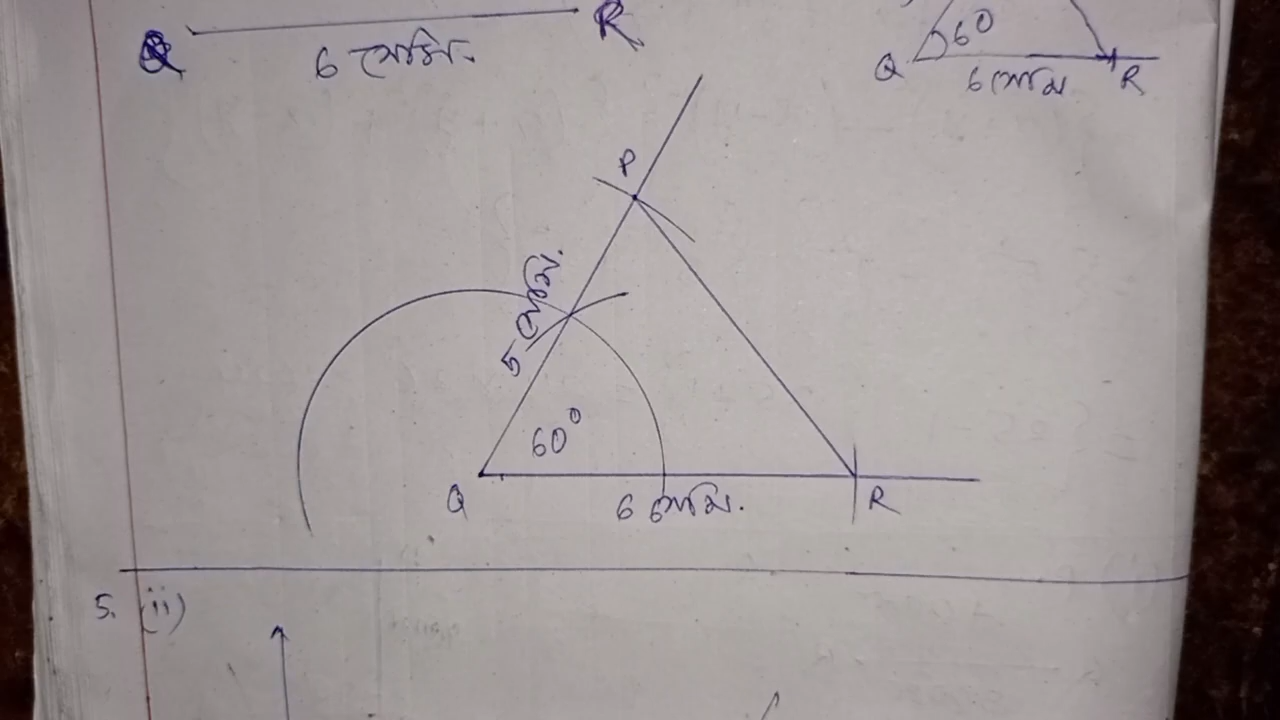 Q R
6 সেমি.
60
Q 6 সেমি R
P
5 সেমি.
60°
Q 6 সেমি. R
5. (ii)